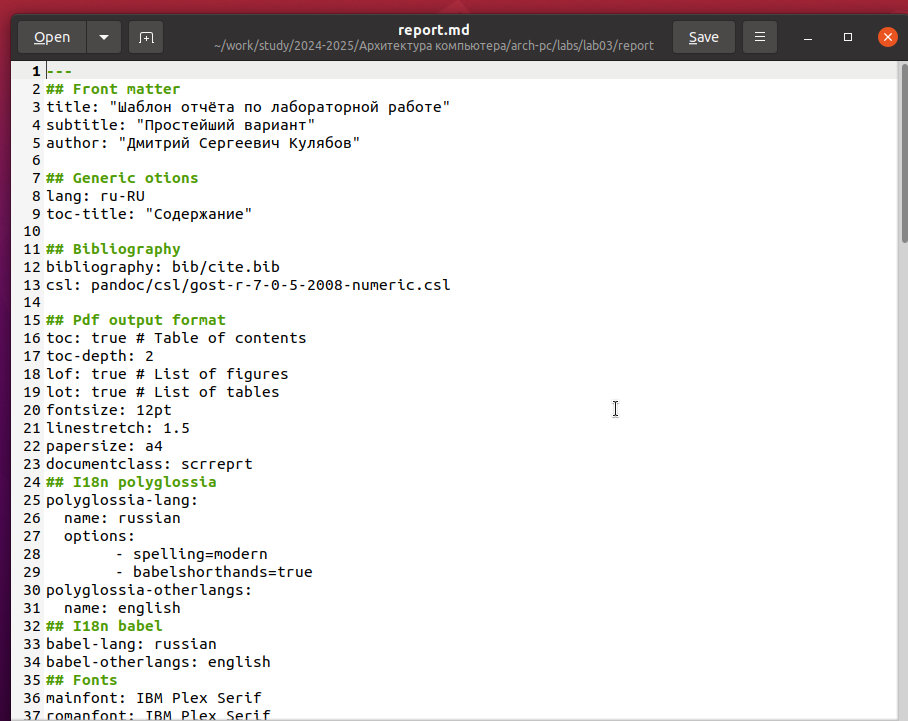 Open
report.md
~/work/study/2024-2025/Архитектура компьютера/arch-pc/labs/lab03/report
Save
1 ---
2 ## Front matter
3 title: "Шаблон отчёта по лабораторной работе"
4 subtitle: "Простейший вариант"
5 author: "Дмитрий Сергеевич Кулябов"
6
7 ## Generic otions
8 lang: ru-RU
9 toc-title: "Содержание"
10
11 ## Bibliography
12 bibliography: bib/cite.bib
13 csl: pandoc/csl/gost-r-7-0-5-2008-numeric.csl
14
15 ## Pdf output format
16 toc: true # Table of contents
17 toc-depth: 2
18 lof: true # List of figures
19 lot: true # List of tables
20 fontsize: 12pt
21 linestretch: 1.5
22 papersize: a4
23 documentclass: scrreprt
24 ## I18n polyglossia
25 polyglossia-lang:
26   name: russian
27   options:
28         - spelling=modern
29         - babelshorthands=true
30 polyglossia-otherlangs:
31   name: english
32 ## I18n babel
33 babel-lang: russian
34 babel-otherlangs: english
35 ## Fonts
36 mainfont: IBM Plex Serif
37 romanfont: IBM Plex Serif